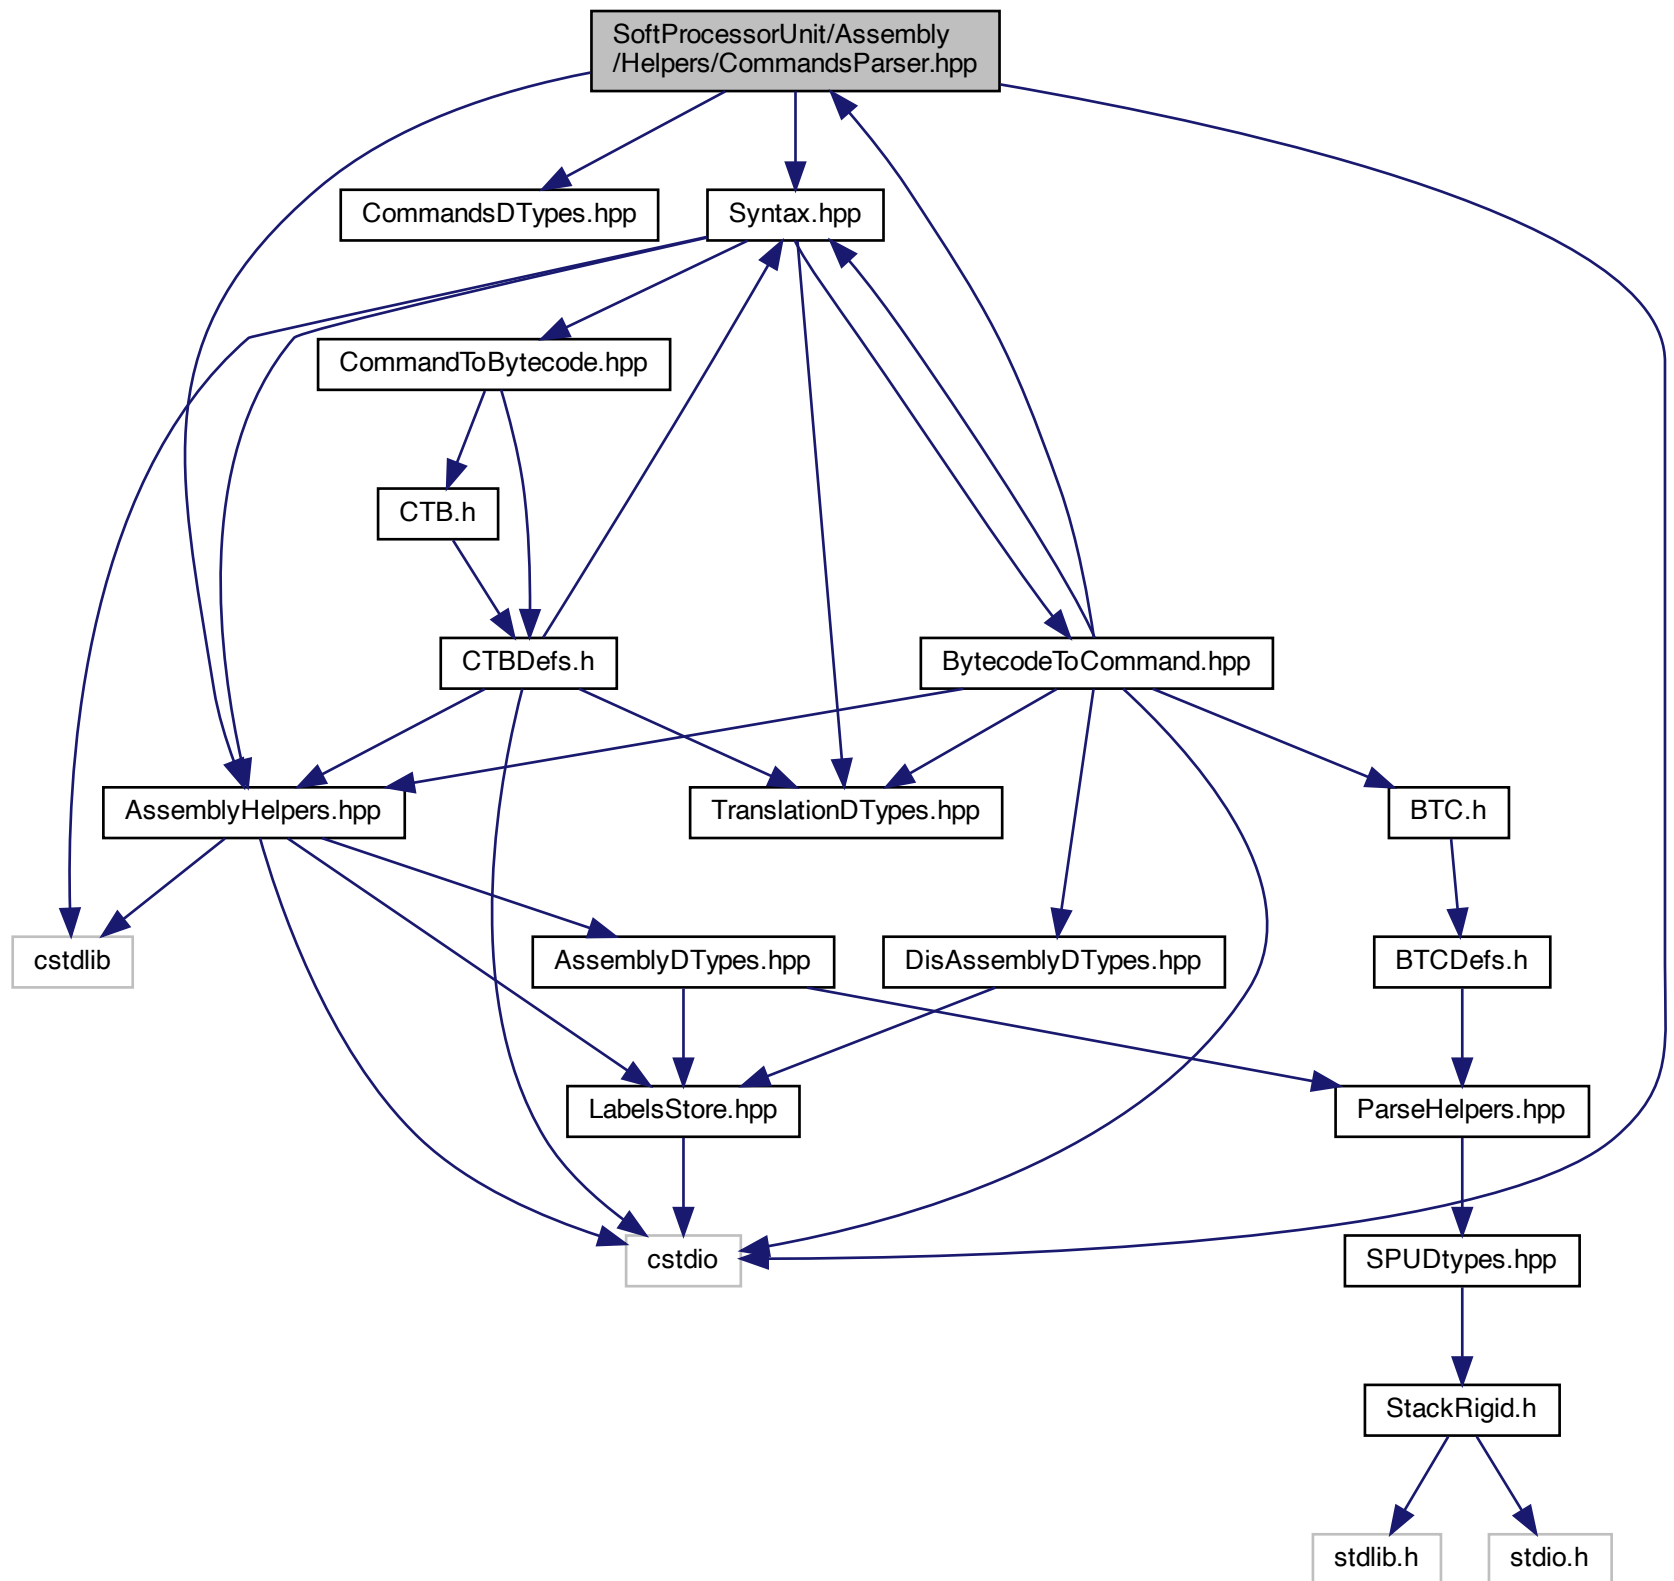 SoftProcessorUnit/Assembly
/Helpers/CommandsParser.hpp
CommandsDTypes.hpp
Syntax.hpp
CommandToBytecode.hpp
CTB.h
CTBDefs.h
BytecodeToCommand.hpp
AssemblyHelpers.hpp
TranslationDTypes.hpp
BTC.h
cstdlib
AssemblyDTypes.hpp
DisAssemblyDTypes.hpp
BTCDefs.h
LabelsStore.hpp
ParseHelpers.hpp
cstdio
SPUDtypes.hpp
StackRigid.h
stdlib.h
stdio.h